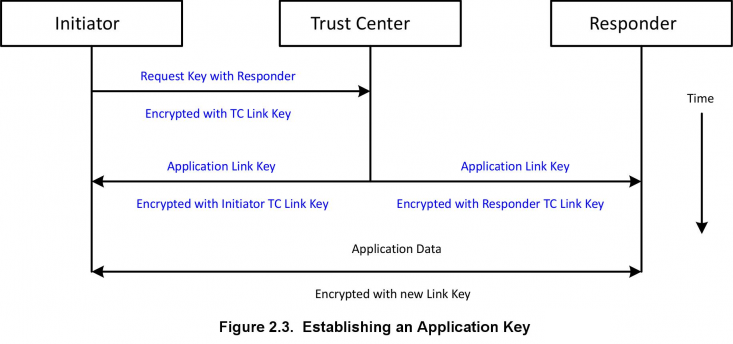 Initiator
Trust Center
Responder
Request Key with Responder
Encrypted with TC Link Key
Time
Application Link Key
Application Link Key
Encrypted with Initiator TC Link Key
Encrypted with Responder TC Link Key
Application Data
Encrypted with new Link Key
Figure 2.3. Establishing an Application Key